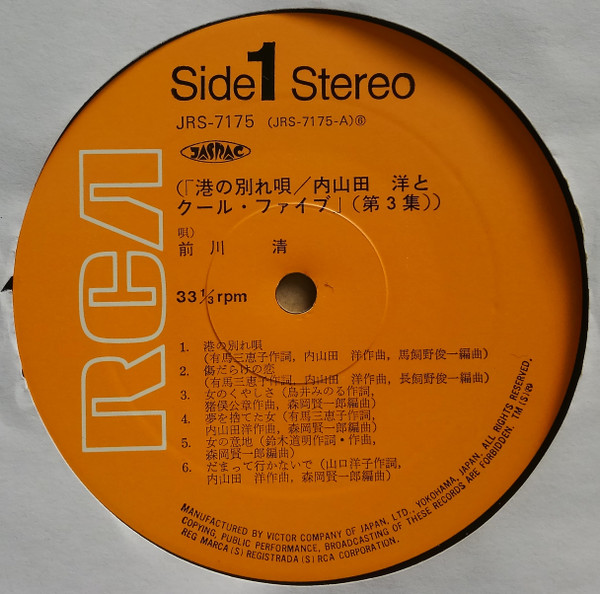 Side 1 Stereo
JRS-7175 (JRS-7175-A)Ⓑ
JASRAC
(「港の別れ唄/内山田 洋と
クール・ファイブ」(第3集))
唄)
前川 清
33⅓rpm
RCA
1. 港の別れ唄
(有馬三恵子作詞, 内山田 洋作曲, 馬飼野俊一編曲)
2. 傷だらけの恋
(有馬三恵子作詞, 内山田 洋作曲, 長飼野俊一編曲)
3. 女のくやしさ (鳥井みのる作詞,
猪俣公章作曲, 森岡賢一郎編曲)
4. 夢を捨てた女 (有馬三恵子作詞,
内山田洋作曲, 森岡賢一郎編曲)
5. 女の意地 (鈴木道明作詞・作曲,
森岡賢一郎編曲)
6. だまって行かないで (山口洋子作詞,
内山田 洋作曲, 森岡賢一郎編曲)
MANUFACTURED BY VICTOR COMPANY OF JAPAN, LTD., YOKOHAMA, JAPAN. ALL RIGHTS RESERVED.
COPYING, PUBLIC PERFORMANCE, BROADCASTING OF THESE RECORDS ARE FORBIDDEN. TM(S)®
REG MARCA(S) REGISTRADA(S) RCA CORPORATION.